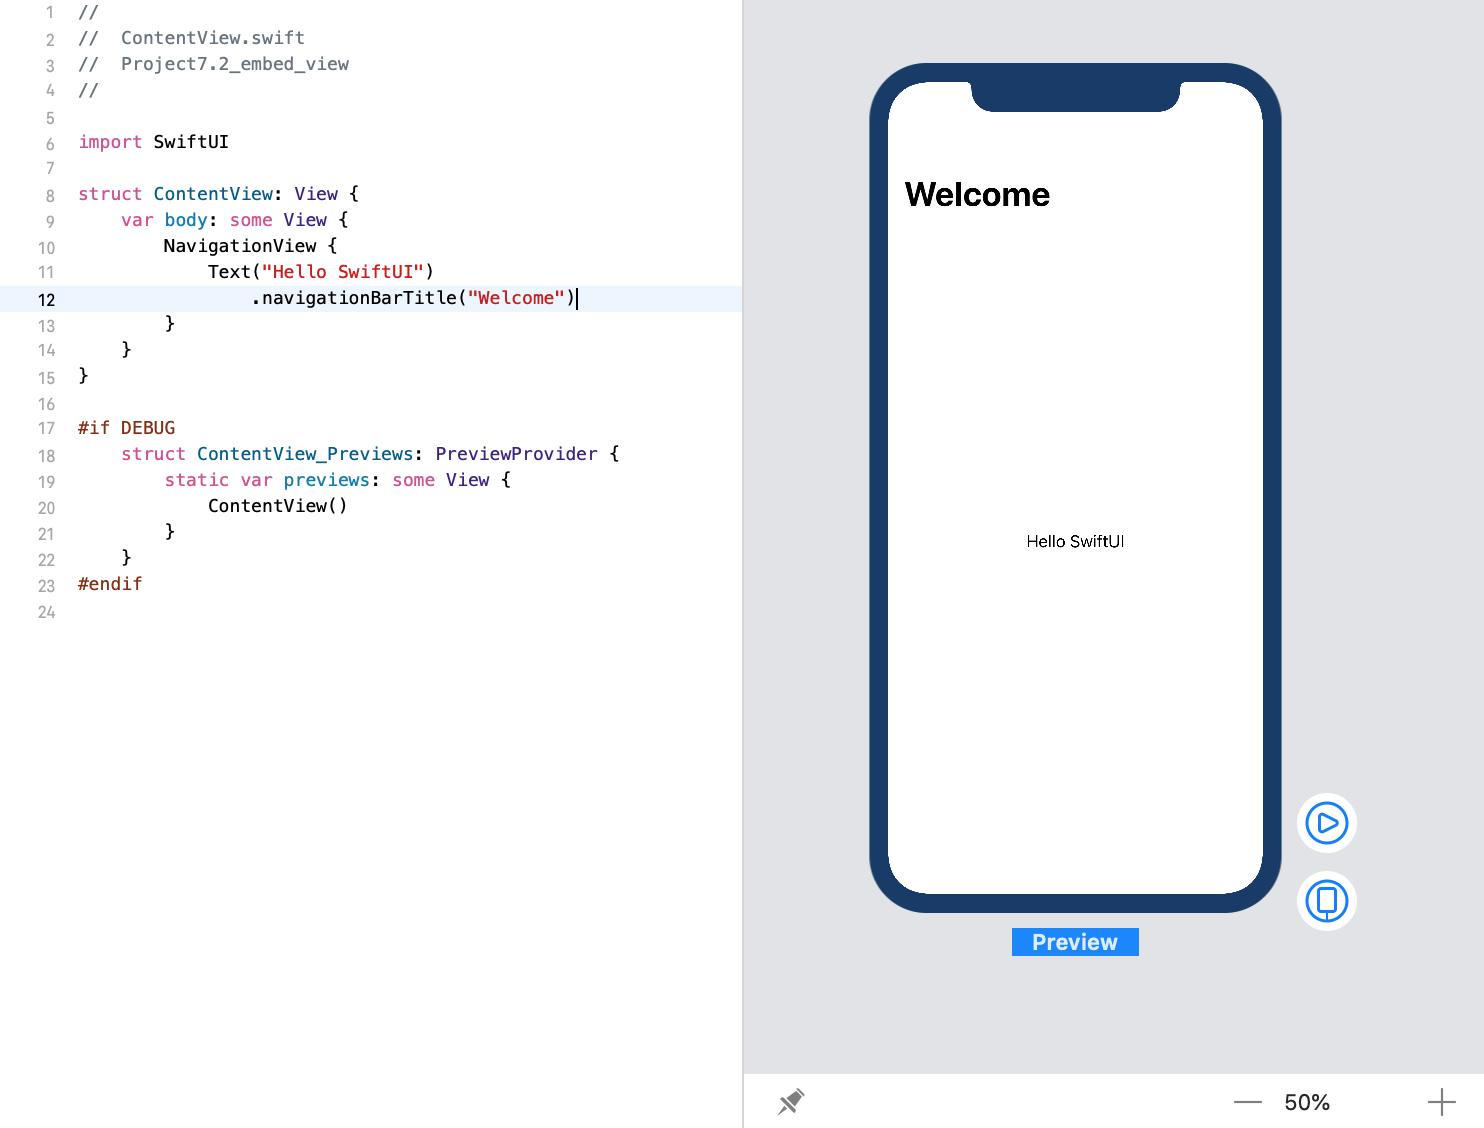 1 //
2 //  ContentView.swift
3 //  Project7.2_embed_view
4 //
5
6 import SwiftUI
7
8 struct ContentView: View {
9     var body: some View {
10         NavigationView {
11             Text("Hello SwiftUI")
12                 .navigationBarTitle("Welcome")
13         }
14     }
15 }
16
17 #if DEBUG
18     struct ContentView_Previews: PreviewProvider {
19         static var previews: some View {
20             ContentView()
21         }
22     }
23 #endif
24
Welcome
Hello SwiftUI
Preview
50%